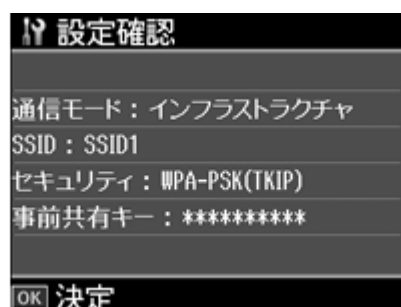 設定確認
通信モード：インフラストラクチャ
SSID：SSID1
セキュリティ：WPA-PSK(TKIP)
事前共有キー：**********
OK 決定